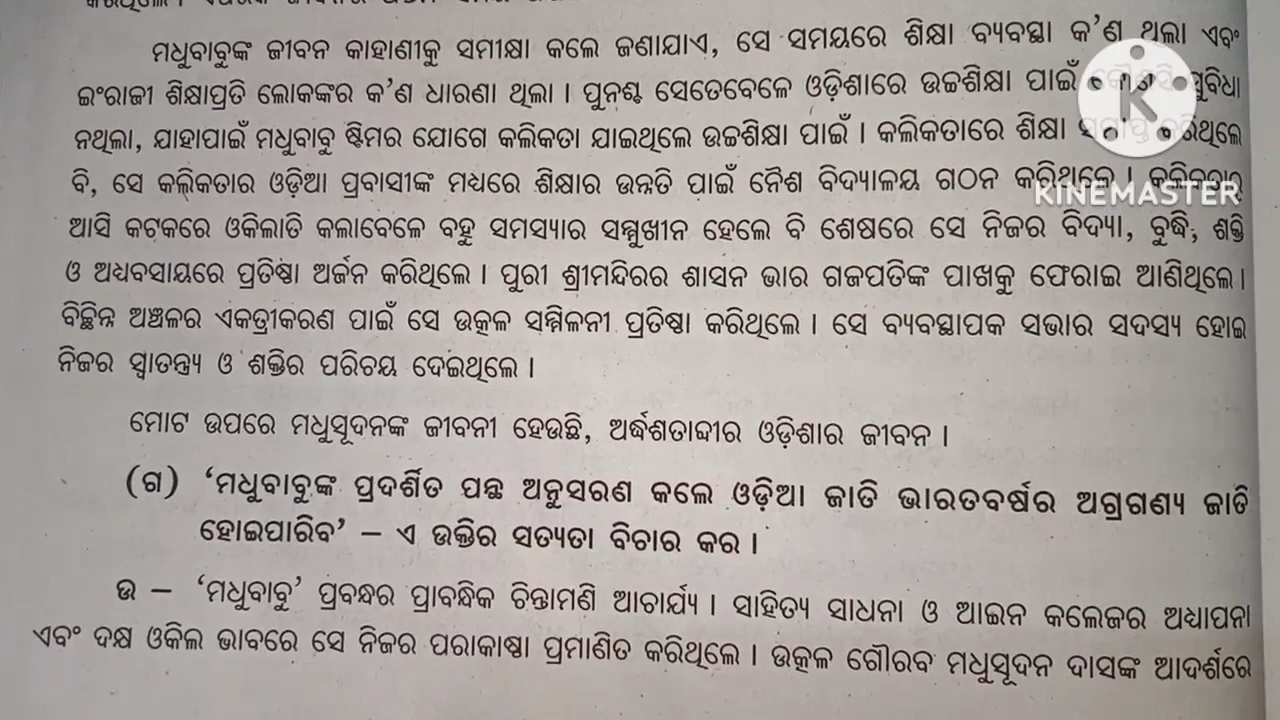 ମଧୁବାବୁଙ୍କ ଜୀବନ କାହାଣୀକୁ ସମୀକ୍ଷା କଲେ ଜଣାଯାଏ, ସେ ସମୟରେ ଶିକ୍ଷା ବ୍ୟବସ୍ଥା କ'ଣ ଥିଲା ଏବଂ
ଇଂରାଜୀ ଶିକ୍ଷାପ୍ରତି ଲୋକଙ୍କର କ'ଣ ଧାରଣା ଥିଲା । ପୁନଶ୍ଚ ସେତେବେଳେ ଓଡ଼ିଶାରେ ଉଚ୍ଚଶିକ୍ଷା ପାଇଁ ସୁବିଧା
ନଥିଲା, ଯାହାପାଇଁ ମଧୁବାବୁ ଷ୍ଟିମର ଯୋଗେ କଲିକତା ଯାଇଥିଲେ ଉଚ୍ଚଶିକ୍ଷା ପାଇଁ । କଲିକତାରେ ଶିକ୍ଷା ସମାପ୍ତ କରିଥିଲେ
ବି, ସେ କଲିକତାର ଓଡ଼ିଆ ପ୍ରବାସୀଙ୍କ ମଧ୍ୟରେ ଶିକ୍ଷାର ଉନ୍ନତି ପାଇଁ ନୈଶ ବିଦ୍ୟାଳୟ ଗଠନ କରିଥିଲେ । କଲିକତାରୁ
ଆସି କଟକରେ ଓକିଲାତି କଲାବେଳେ ବହୁ ସମସ୍ୟାର ସମ୍ମୁଖୀନ ହେଲେ ବି ଶେଷରେ ସେ ନିଜର ବିଦ୍ୟା, ବୁଦ୍ଧି, ଶକ୍ତି
ଓ ଅଧ୍ୟବସାୟରେ ପ୍ରତିଷ୍ଠା ଅର୍ଜନ କରିଥିଲେ । ପୁରୀ ଶ୍ରୀମନ୍ଦିରର ଶାସନ ଭାର ଗଜପତିଙ୍କ ପାଖକୁ ଫେରାଇ ଆଣିଥିଲେ ।
ବିଚ୍ଛିନ୍ନ ଅଞ୍ଚଳର ଏକତ୍ରୀକରଣ ପାଇଁ ସେ ଉତ୍କଳ ସମ୍ମିଳନୀ ପ୍ରତିଷ୍ଠା କରିଥିଲେ । ସେ ବ୍ୟବସ୍ଥାପକ ସଭାର ସଦସ୍ୟ ହୋଇ
ନିଜର ସ୍ୱାତନ୍ତ୍ର୍ୟ ଓ ଶକ୍ତିର ପରିଚୟ ଦେଇଥିଲେ ।
ମୋଟ ଉପରେ ମଧୁସୂଦନଙ୍କ ଜୀବନୀ ହେଉଛି, ଅର୍ଦ୍ଧଶତାବ୍ଦୀର ଓଡ଼ିଶାର ଜୀବନ ।
(ଗ) 'ମଧୁବାବୁଙ୍କ ପ୍ରଦର୍ଶିତ ପନ୍ଥ ଅନୁସରଣ କଲେ ଓଡ଼ିଆ ଜାତି ଭାରତବର୍ଷର ଅଗ୍ରଗଣ୍ୟ ଜାତି
ହୋଇପାରିବ' – ଏ ଉକ୍ତିର ସତ୍ୟତା ବିଚାର କର ।
ଉ – 'ମଧୁବାବୁ' ପ୍ରବନ୍ଧର ପ୍ରାବନ୍ଧିକ ଚିନ୍ତାମଣି ଆଚାର୍ଯ୍ୟ । ସାହିତ୍ୟ ସାଧନା ଓ ଆଇନ କଲେଜର ଅଧ୍ୟାପନା
ଏବଂ ଦକ୍ଷ ଓକିଲ ଭାବରେ ସେ ନିଜର ପରାକାଷ୍ଠା ପ୍ରମାଣିତ କରିଥିଲେ । ଉତ୍କଳ ଗୌରବ ମଧୁସୂଦନ ଦାସଙ୍କ ଆଦର୍ଶରେ
K
KINEMASTER